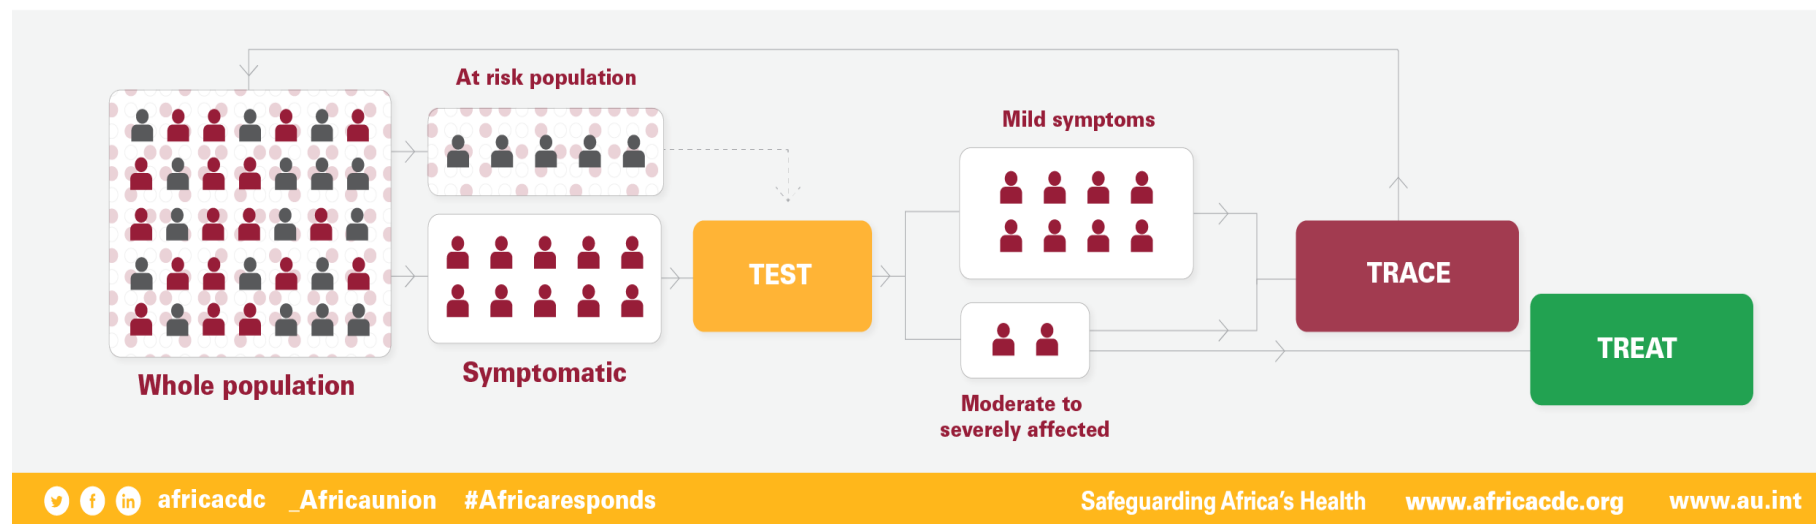 At risk population
Whole population
Symptomatic
TEST
Mild symptoms
Moderate to
severely affected
TRACE
TREAT
africacdc _Africaunion #Africaresponds Safeguarding Africa's Health www.africacdc.org www.au.int